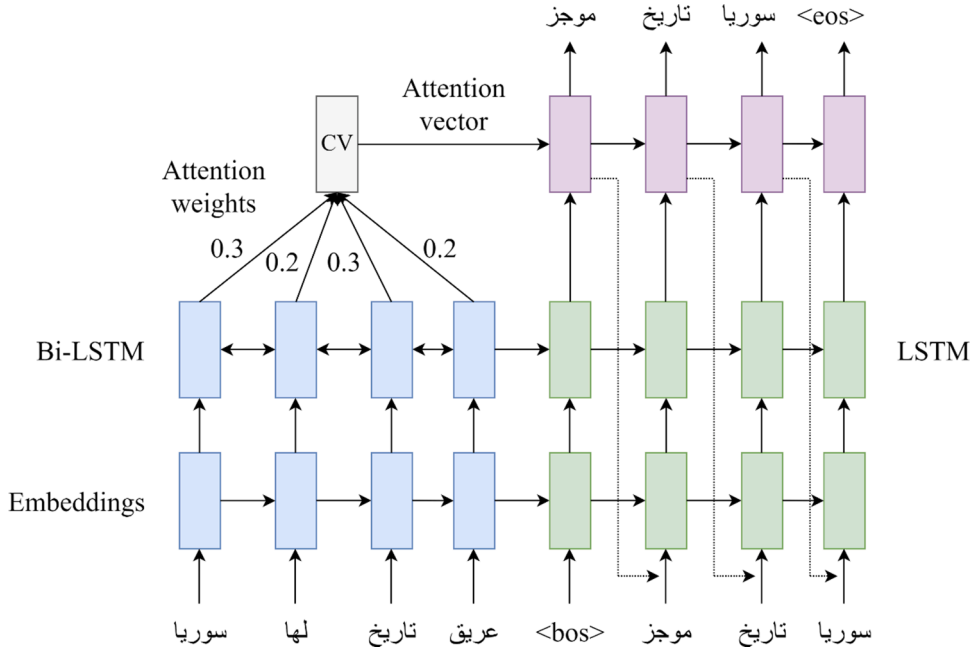 موجز تاريخ سوريا <eos>
Attention
vector
CV
Attention
weights
0.3 0.2 0.3 0.2
Bi-LSTM LSTM
Embeddings
سوريا لها تاريخ عريق <bos> موجز تاريخ سوريا